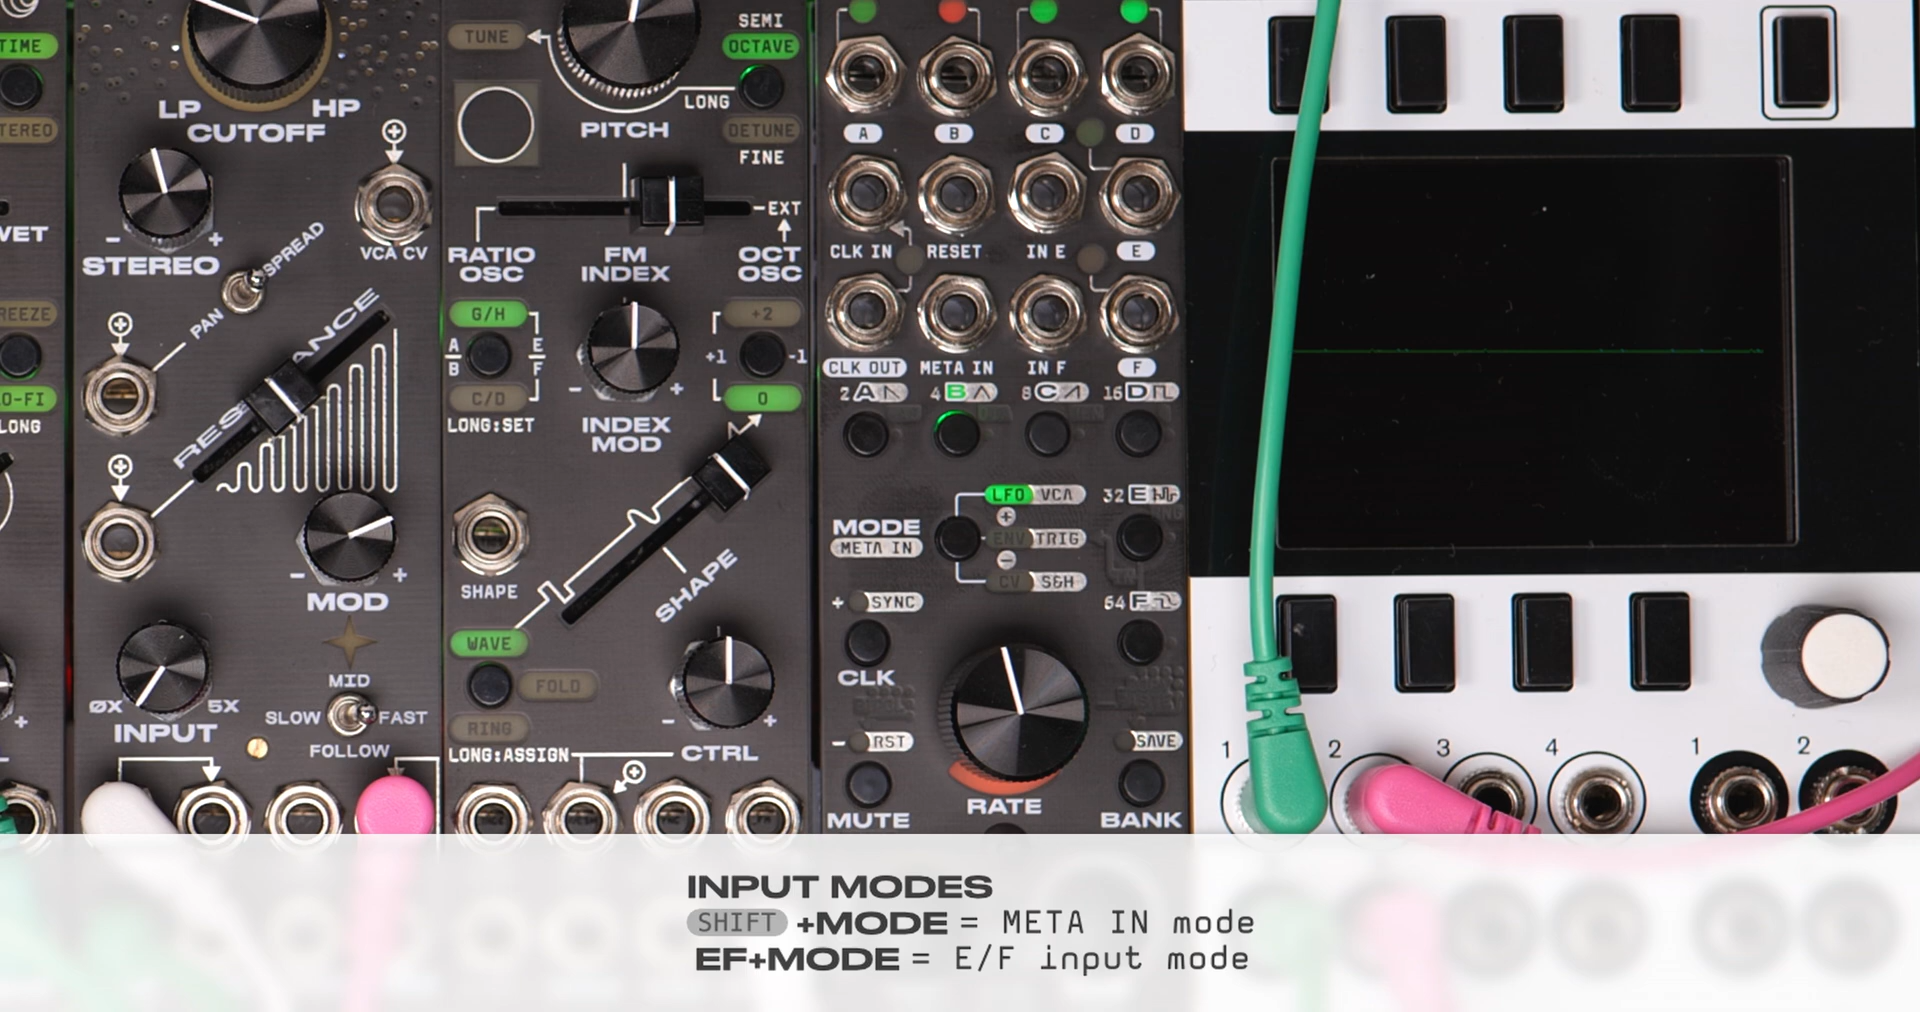 TIME
TEREO
VET
REEZE
O-FI
LONG
LP
HP
CUTOFF
VCA CV
- +
STEREO
SPREAD
PAN
RESONANCE
- +
MOD
ØX 5X
INPUT
MID
SLOW FAST
FOLLOW
TUNE
SEMI
OCTAVE
LONG
PITCH
DETUNE
FINE
EXT
RATIO
OSC
FM
INDEX
OCT
OSC
G/H
A
B
E
F
C/D
LONG:SET
- +
INDEX
MOD
+2
+1 -1
0
SHAPE
SHAPE
WAVE
FOLD
RING
- +
LONG:ASSIGN
CTRL
A B C D
CLK IN RESET IN E E
CLK OUT META IN IN F F
2 A 4 B 8 C 16 D
LFO VCA
32 E
MODE
META IN
+
ENV TRIG
-
CV S&H
+ SYNC
64 F
CLK
- RST
SAVE
RATE
MUTE
BANK
1 2 3 4 1 2
INPUT MODES
SHIFT +MODE = META IN mode
EF+MODE = E/F input mode